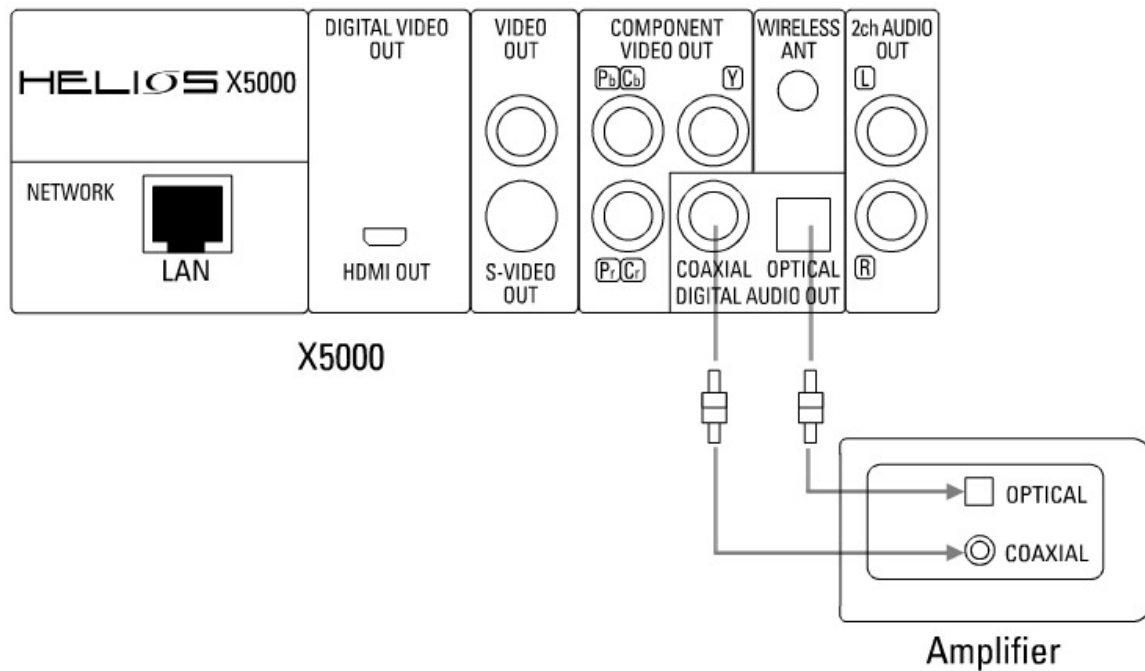 HELIOS X5000
NETWORK
LAN
DIGITAL VIDEO
OUT
HDMI OUT
VIDEO
OUT
S-VIDEO
OUT
COMPONENT
VIDEO OUT
Pb Cb
Y
Pr Cr
WIRELESS
ANT
COAXIAL OPTICAL
DIGITAL AUDIO OUT
2ch AUDIO
OUT
L
R
X5000
OPTICAL
COAXIAL
Amplifier